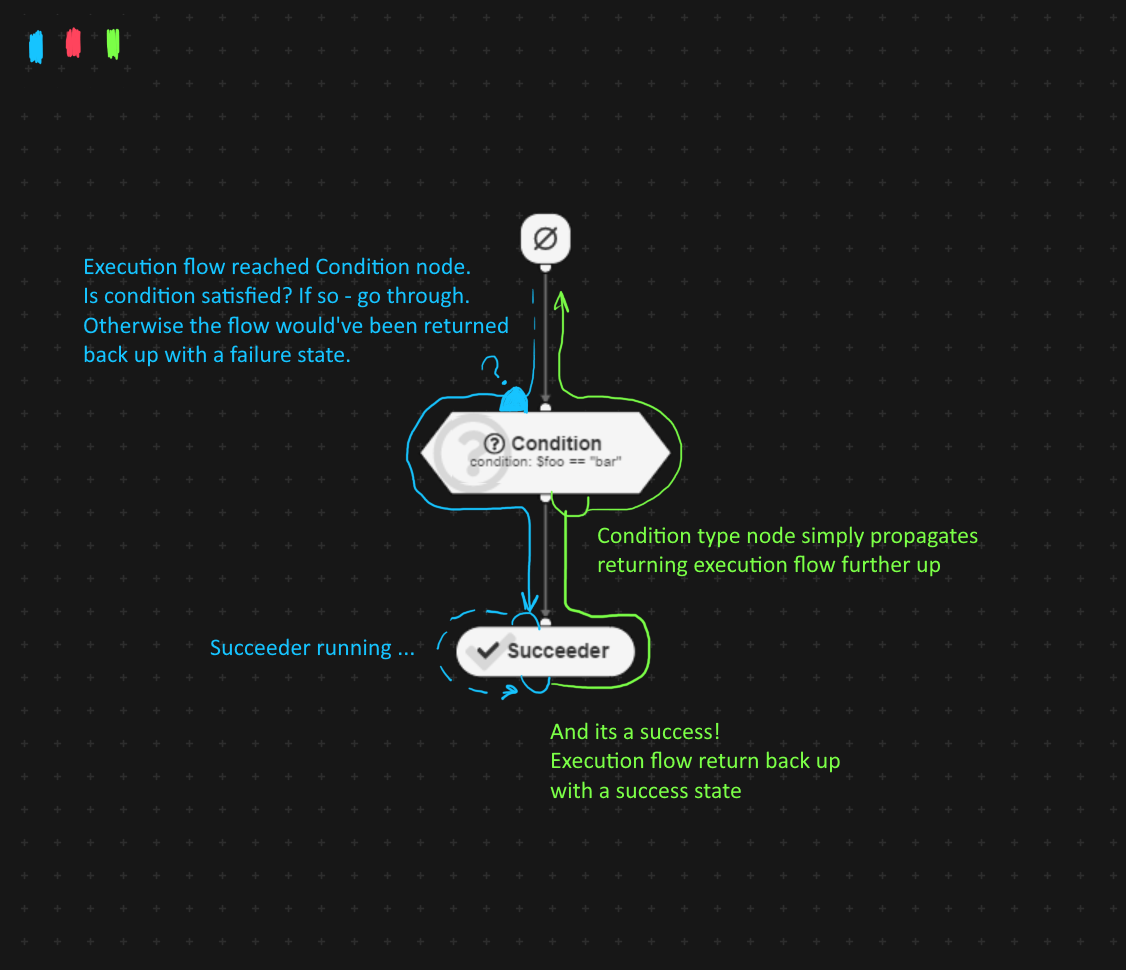 Execution flow reached Condition node.
Is condition satisfied? If so - go through.
Otherwise the flow would've been returned
back up with a failure state.
?
Condition
condition: $foo == "bar"
Condition type node simply propagates
returning execution flow further up
Succeeder running ...
Succeeder
And its a success!
Execution flow return back up
with a success state